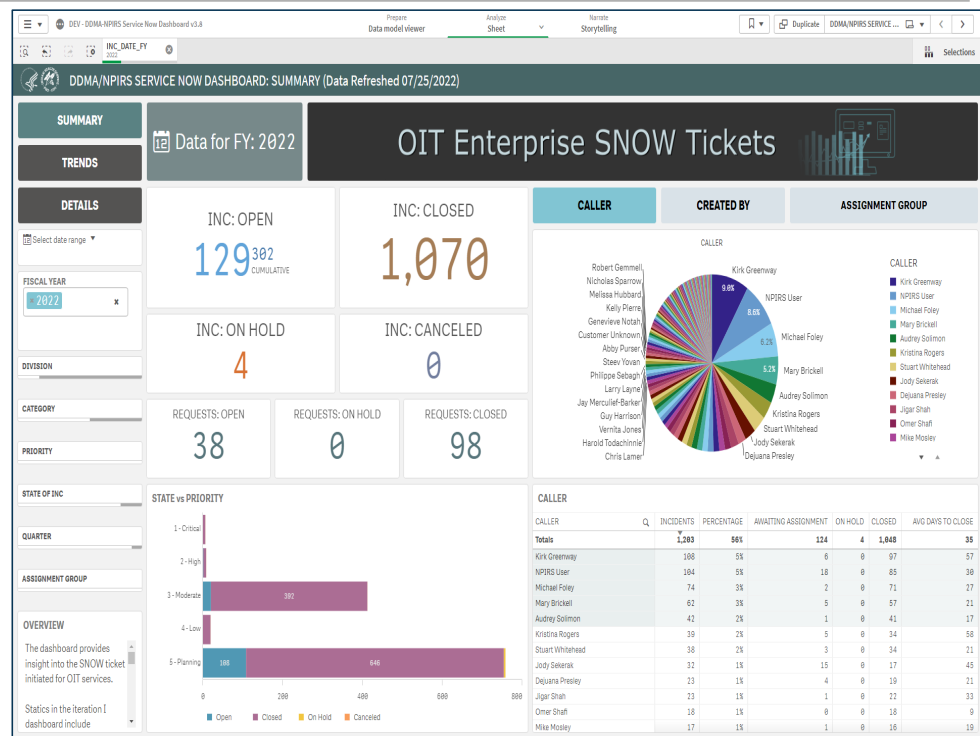 DEV - DDMA-NPIRS Service Now Dashboard v3.8
Prepare
Data model viewer
Analyze
Sheet
Narrate
Storytelling
Duplicate
DDMA/NPIRS SERVICE ...
INC_DATE_FY
2022
Selections
DDMA/NPIRS SERVICE NOW DASHBOARD: SUMMARY (Data Refreshed 07/25/2022)
SUMMARY
TRENDS
DETAILS
12 Data for FY: 2022
OIT Enterprise SNOW Tickets
Select date range
FISCAL YEAR
2022 x
DIVISION
CATEGORY
PRIORITY
STATE OF INC
QUARTER
ASSIGNMENT GROUP
OVERVIEW
The dashboard provides
insight into the SNOW ticket
initiated for OIT services.
Statics in the iteration I
dashboard include
INC: OPEN
129 302
CUMULATIVE
INC: CLOSED
1,070
INC: ON HOLD
4
INC: CANCELED
0
REQUESTS: OPEN
38
REQUESTS: ON HOLD
0
REQUESTS: CLOSED
98
CALLER
CREATED BY
ASSIGNMENT GROUP
CALLER
Robert Gemmell
Nicholas Sparrow
Melissa Hubbard
Kelly Pierre
Genevieve Notah
Customer Unknown
Abby Purser
Steev Yovan
Philippe Sebagh
Larry Layne
Jay Merculief-Barker
Guy Harrison
Vernita Jones
Harold Todachinnie
Chris Lamer
9.0%
8.6%
6.2%
5.2%
Kirk Greenway
NPIRS User
Michael Foley
Mary Brickell
Audrey Solimon
Kristina Rogers
Stuart Whitehead
Jody Sekerak
Dejuana Presley
CALLER
Kirk Greenway
NPIRS User
Michael Foley
Mary Brickell
Audrey Solimon
Kristina Rogers
Stuart Whitehead
Jody Sekerak
Dejuana Presley
Jigar Shah
Omer Shafi
Mike Mosley
STATE vs PRIORITY
1 - Critical
2 - High
3 - Moderate 392
4 - Low
5 - Planning 108 646
0 200 400 600 800
Open Closed On Hold Canceled
CALLER
CALLER INCIDENTS PERCENTAGE AWAITING ASSIGNMENT ON HOLD CLOSED AVG DAYS TO CLOSE
Totals 1,203 56% 124 4 1,048 35
Kirk Greenway 108 5% 6 0 97 57
NPIRS User 104 5% 18 0 85 30
Michael Foley 74 3% 2 0 71 27
Mary Brickell 62 3% 5 0 57 21
Audrey Solimon 42 2% 1 0 41 17
Kristina Rogers 39 2% 5 0 34 58
Stuart Whitehead 38 2% 3 0 34 21
Jody Sekerak 32 1% 15 0 17 45
Dejuana Presley 23 1% 4 0 19 21
Jigar Shah 23 1% 1 0 22 33
Omer Shafi 18 1% 0 0 18 9
Mike Mosley 17 1% 1 0 16 19